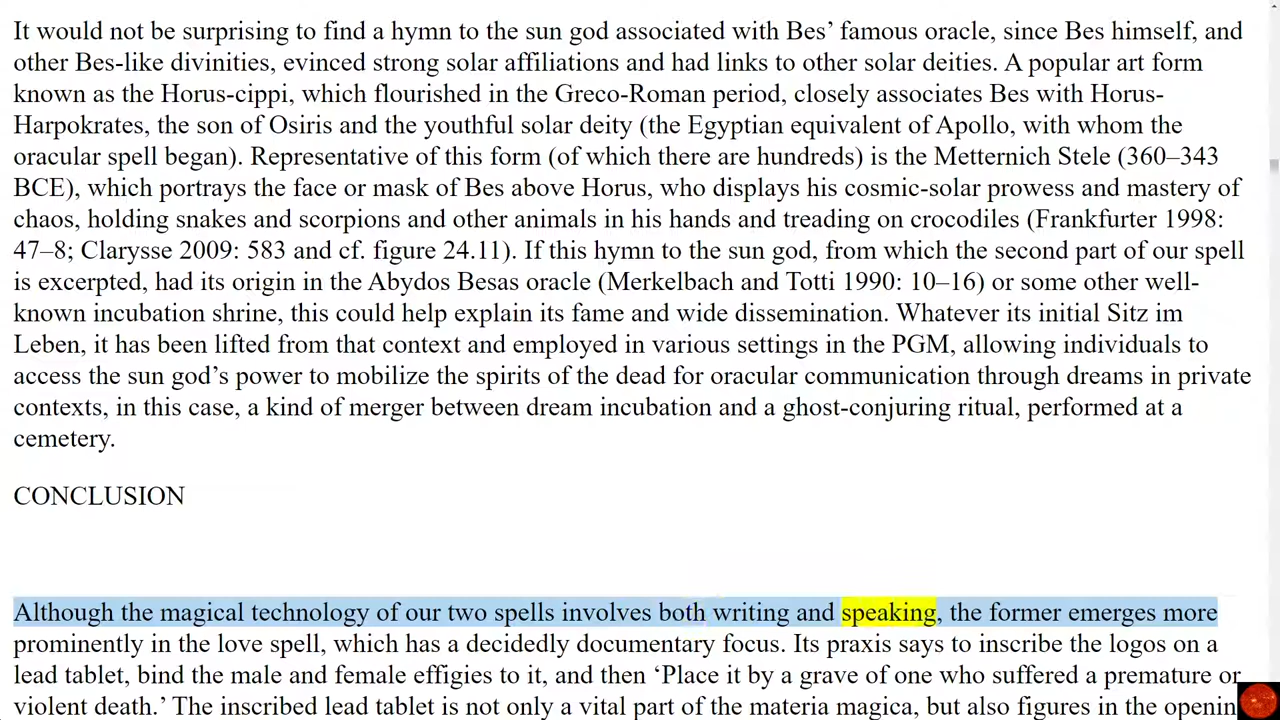 It would not be surprising to find a hymn to the sun god associated with Bes’ famous oracle, since Bes himself, and
other Bes-like divinities, evinced strong solar affiliations and had links to other solar deities. A popular art form
known as the Horus-cippi, which flourished in the Greco-Roman period, closely associates Bes with Horus-
Harpokrates, the son of Osiris and the youthful solar deity (the Egyptian equivalent of Apollo, with whom the
oracular spell began). Representative of this form (of which there are hundreds) is the Metternich Stele (360–343
BCE), which portrays the face or mask of Bes above Horus, who displays his cosmic-solar prowess and mastery of
chaos, holding snakes and scorpions and other animals in his hands and treading on crocodiles (Frankfurter 1998:
47–8; Clarysse 2009: 583 and cf. figure 24.11). If this hymn to the sun god, from which the second part of our spell
is excerpted, had its origin in the Abydos Besas oracle (Merkelbach and Totti 1990: 10–16) or some other well-
known incubation shrine, this could help explain its fame and wide dissemination. Whatever its initial Sitz im
Leben, it has been lifted from that context and employed in various settings in the PGM, allowing individuals to
access the sun god’s power to mobilize the spirits of the dead for oracular communication through dreams in private
contexts, in this case, a kind of merger between dream incubation and a ghost-conjuring ritual, performed at a
cemetery.
CONCLUSION
Although the magical technology of our two spells involves both writing and speaking, the former emerges more
prominently in the love spell, which has a decidedly documentary focus. Its praxis says to inscribe the logos on a
lead tablet, bind the male and female effigies to it, and then ‘Place it by a grave of one who suffered a premature or
violent death.’ The inscribed lead tablet is not only a vital part of the materia magica, but also figures in the openin